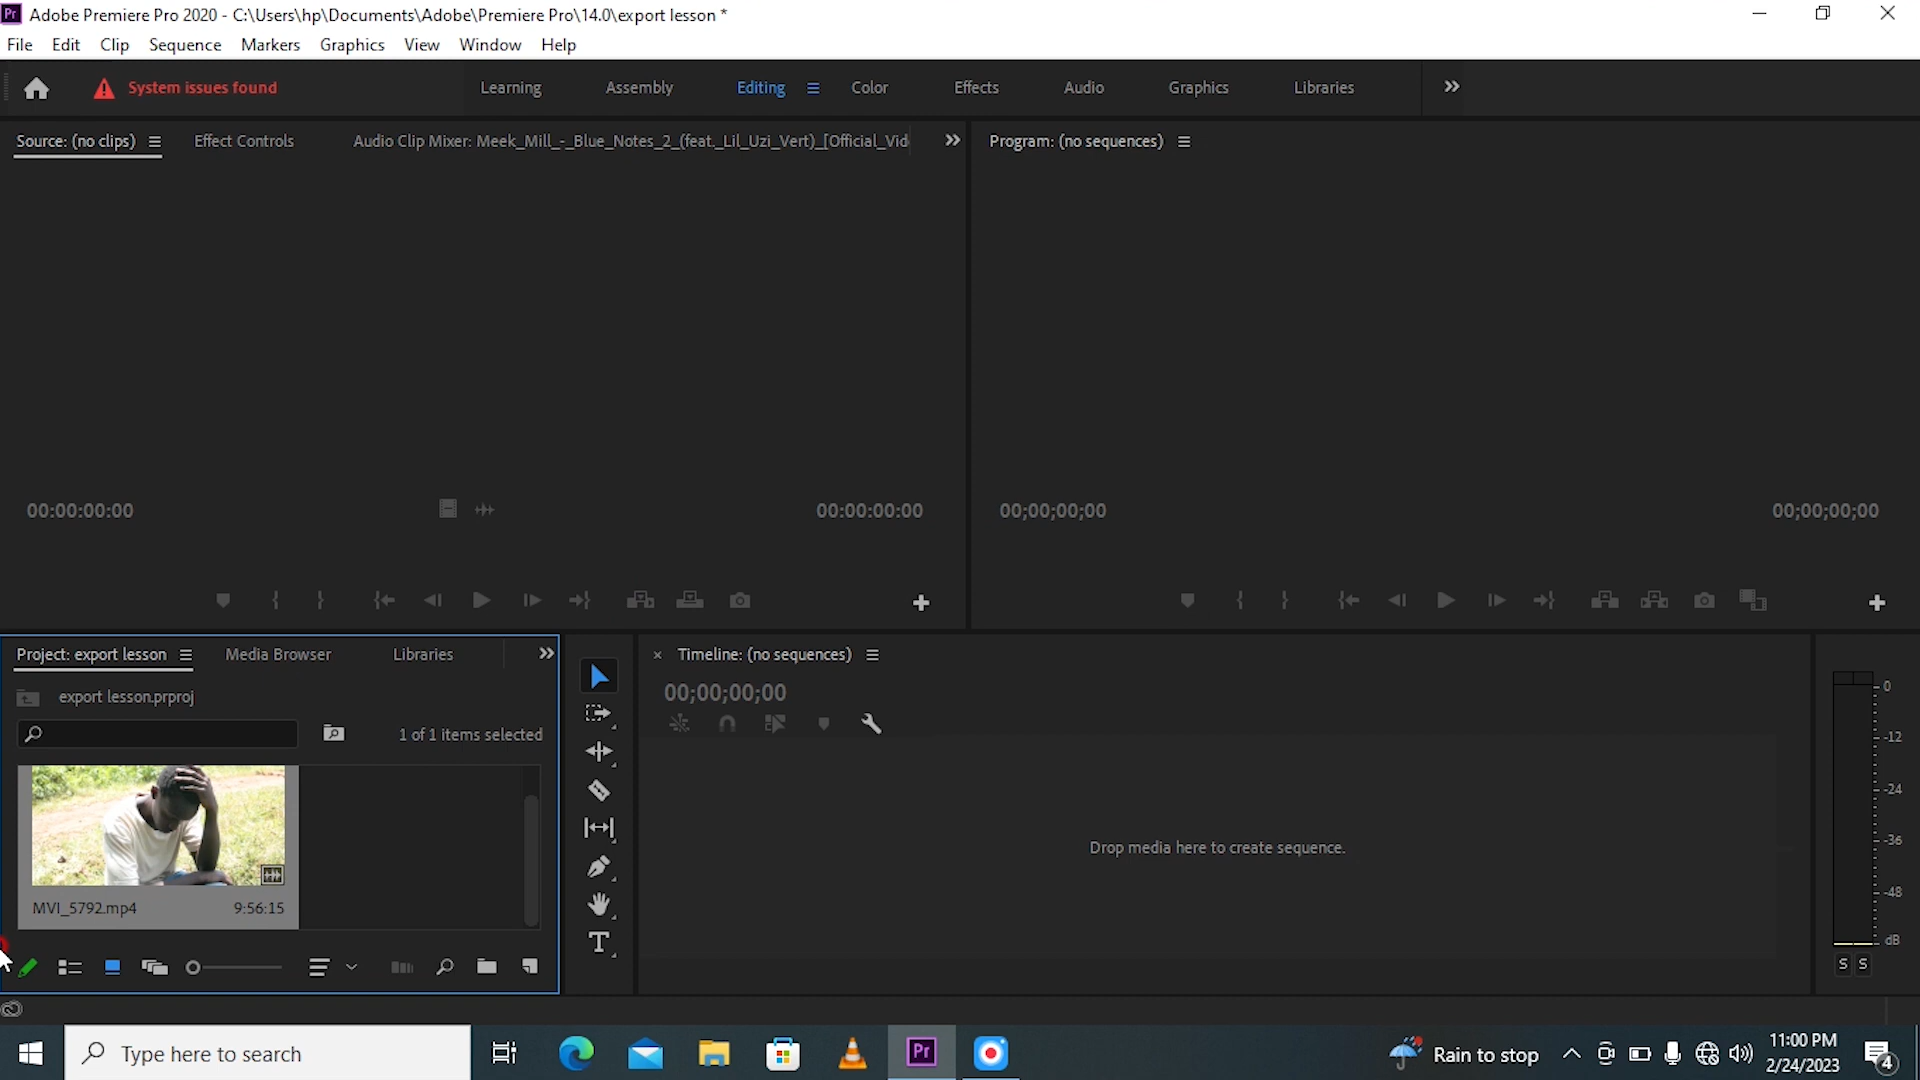 Pr Adobe Premiere Pro 2020 - C:\Users\hp\Documents\Adobe\Premiere Pro\14.0\export lesson *
File Edit Clip Sequence Markers Graphics View Window Help
System issues found Learning Assembly Editing Color Effects Audio Graphics Libraries
Source: (no clips) Effect Controls Audio Clip Mixer: Meek_Mill_-_Blue_Notes_2_(feat._Lil_Uzi_Vert)_[Official_Vid Program: (no sequences)
00:00:00:00 00:00:00:00 00;00;00;00 00;00;00;00
Project: export lesson Media Browser Libraries Timeline: (no sequences)
export lesson.prproj 00;00;00;00
1 of 1 items selected
Drop media here to create sequence.
MVI_5792.mp4 9:56:15
0
-12
-24
-36
-48
dB
S S
Type here to search Pr Rain to stop 11:00 PM
2/24/2023 4